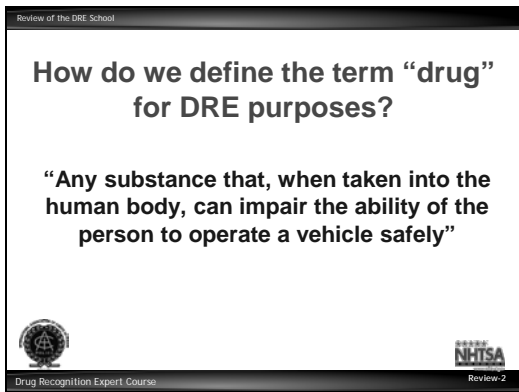 Review of the DRE School
How do we define the term “drug”
for DRE purposes?
“Any substance that, when taken into the
human body, can impair the ability of the
person to operate a vehicle safely”
NHTSA
Drug Recognition Expert Course
Review-2